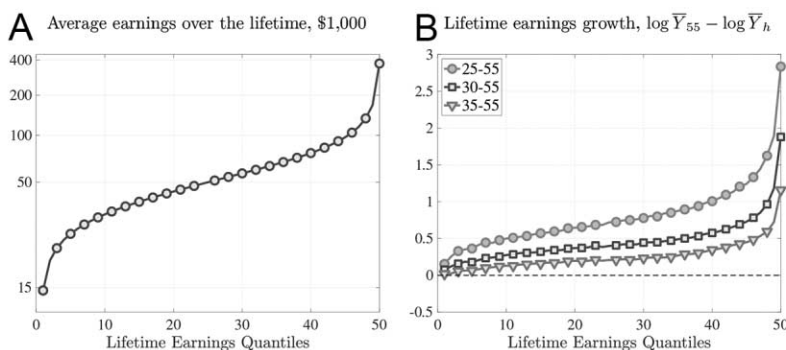 A Average earnings over the lifetime, $1,000
400
200
100
50
15
0 10 20 30 40 50
Lifetime Earnings Quantiles
B Lifetime earnings growth, log Y̅₅₅ − log Y̅ₕ
3
2.5
2
1.5
1
0.5
0
-0.5
25-55
30-55
35-55
0 10 20 30 40 50
Lifetime Earnings Quantiles